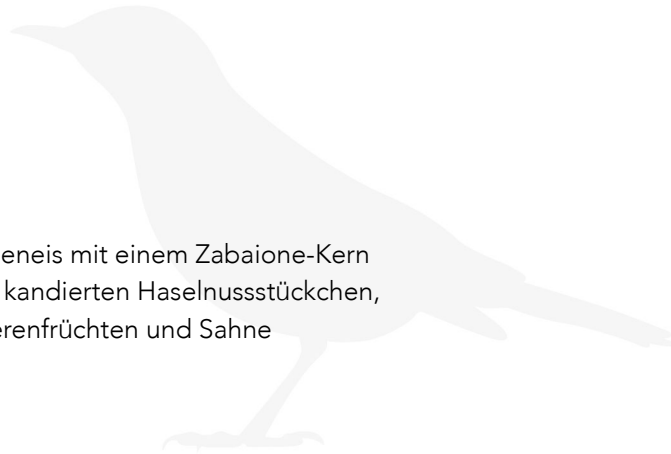 eneis mit einem Zabaione-Kern
kandierten Haselnussstückchen,
erenfrüchten und Sahne